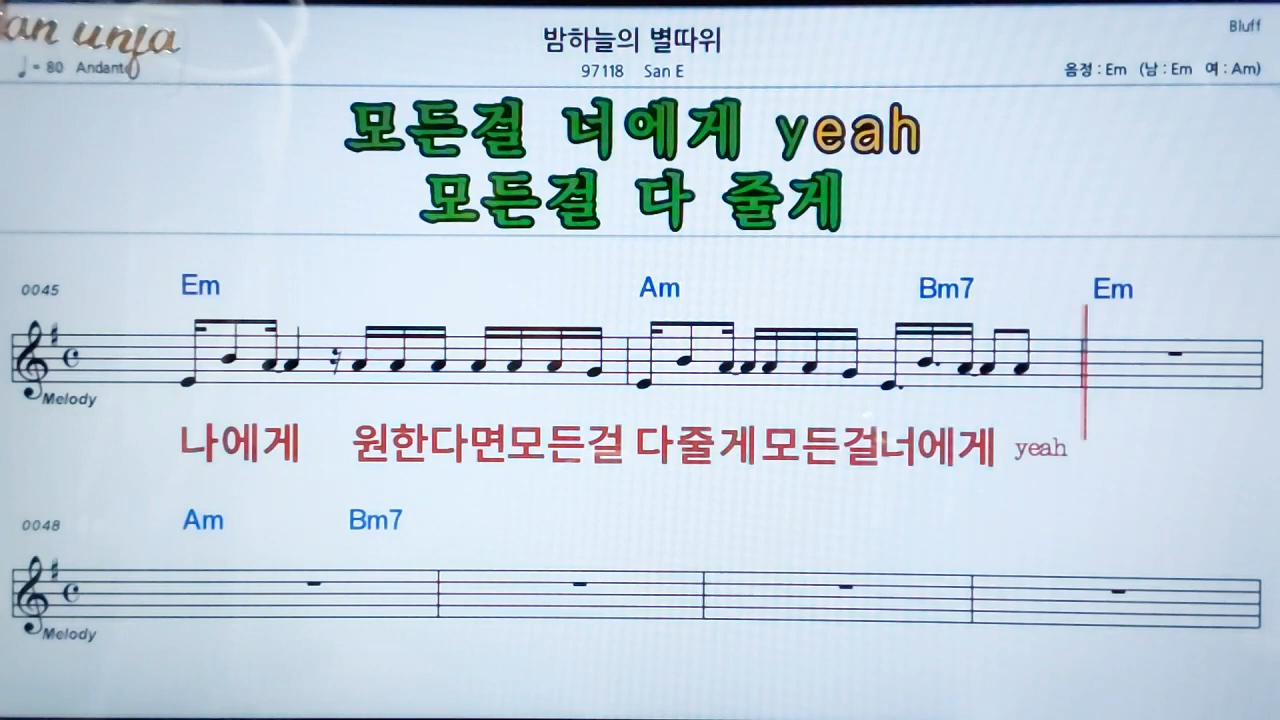 Bluff
밤하늘의 별따위
♩= 80 Andante
97118 San E
음정 : Em (남 : Em 여 : Am)
모든걸 너에게 yeah
모든걸 다 줄게
0045 Em Am Bm7 Em
Melody
나에게 원한다면모든걸 다줄게모든걸너에게 yeah
0048 Am Bm7
Melody